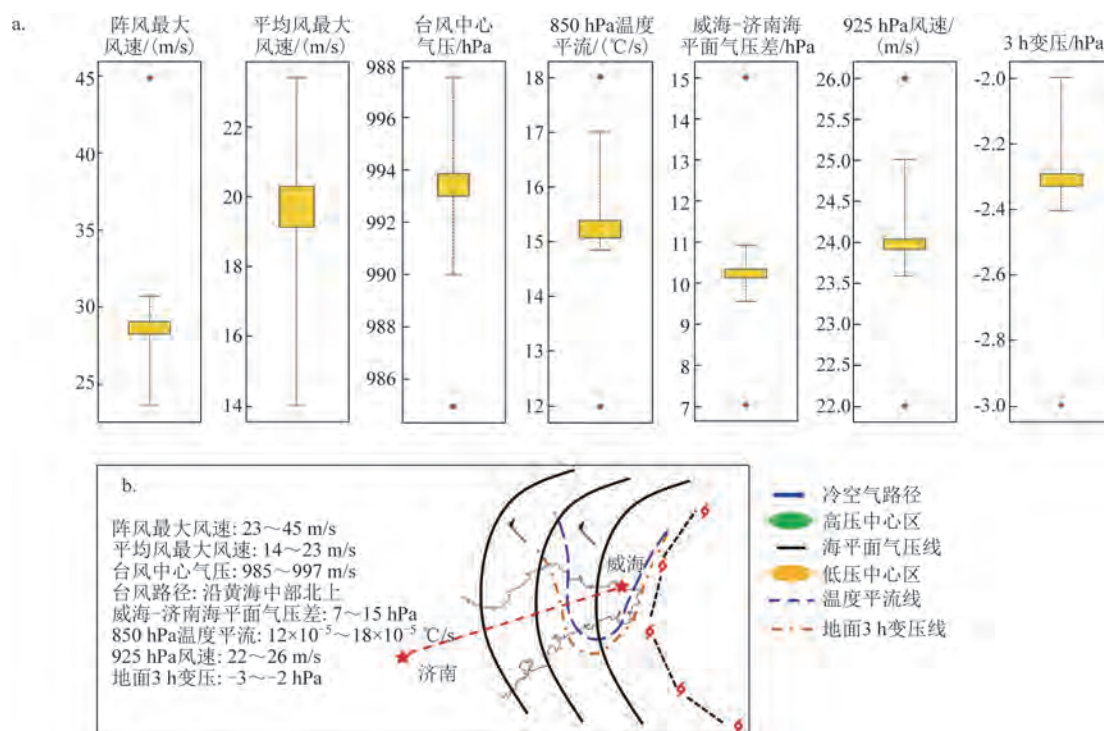 a.
阵风最大
风速/(m/s)
平均风最大
风速/(m/s)
台风中心
气压/hPa
850 hPa温度
平流/(℃/s)
威海-济南海
平面气压差/hPa
925 hPa风速/
(m/s)
3 h变压/hPa
45
40
35
30
25
22
20
18
16
14
988
996
994
992
990
988
986
18
17
16
15
14
13
12
15
14
13
12
11
10
9
8
7
26.0
25.5
25.0
24.5
24.0
23.5
23.0
22.5
22.0
-2.0
-2.2
-2.4
-2.6
-2.8
-3.0
b.
阵风最大风速: 23～45 m/s
平均风最大风速: 14～23 m/s
台风中心气压: 985～997 hPa
台风路径: 沿黄海中部北上
威海-济南海平面气压差: 7～15 hPa
850 hPa温度平流: 12×10⁻⁵～18×10⁻⁵ ℃/s
925 hPa风速: 22～26 m/s
地面3 h变压: -3～-2 hPa
威海
济南
冷空气路径
高压中心区
海平面气压线
低压中心区
温度平流线
地面3 h变压线